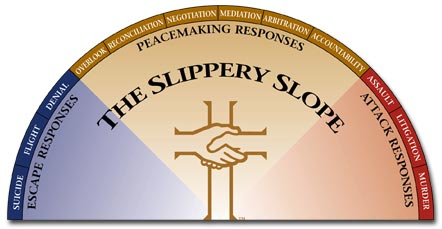 SUICIDE
FLIGHT
DENIAL
OVERLOOK
RECONCILIATION
NEGOTIATION
MEDIATION
ARBITRATION
ACCOUNTABILITY
ASSAULT
LITIGATION
MURDER
ESCAPE RESPONSES
PEACEMAKING RESPONSES
ATTACK RESPONSES
THE SLIPPERY SLOPE